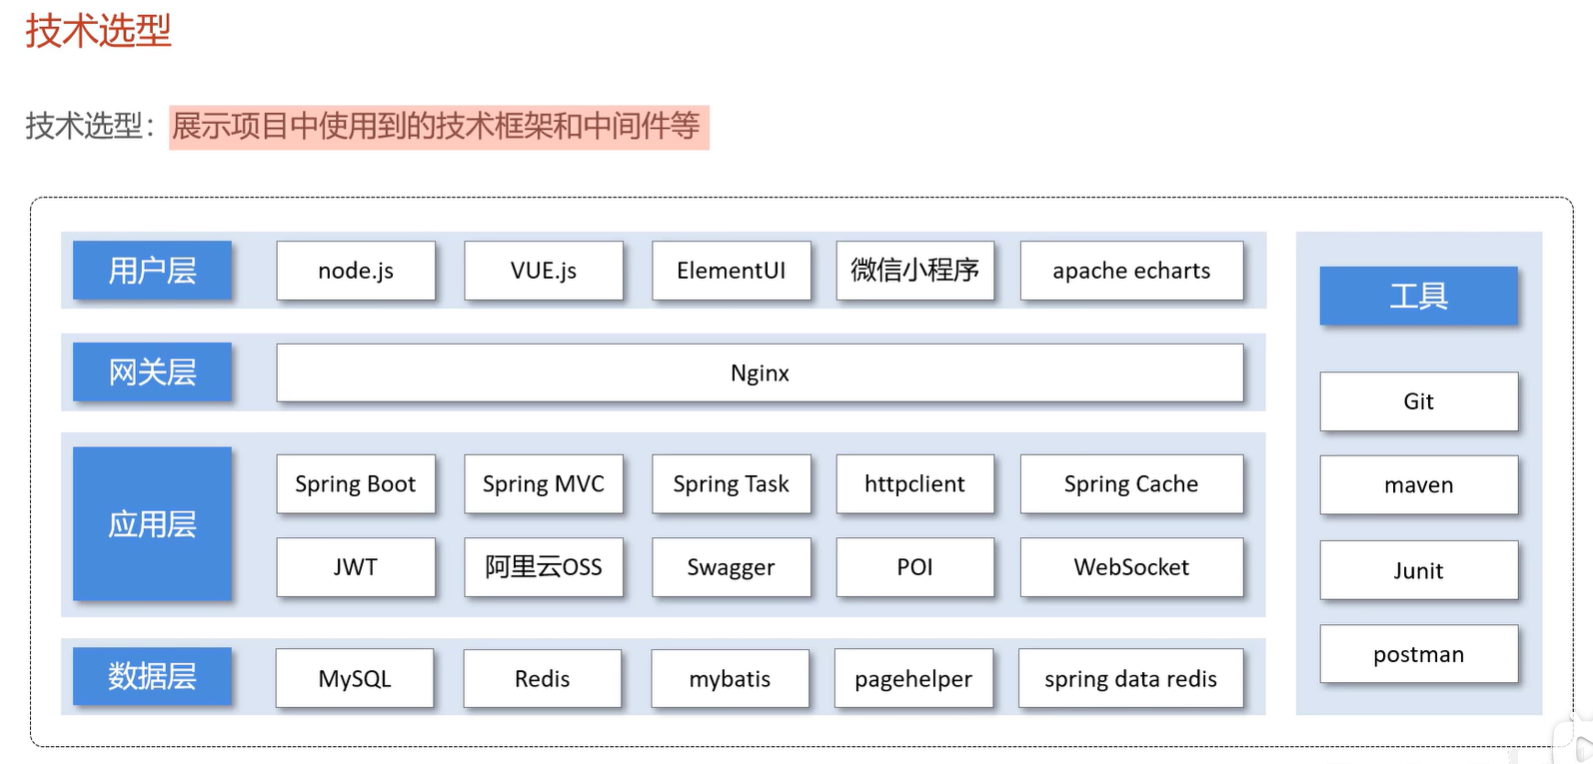 技术选型
技术选型：展示项目中使用到的技术框架和中间件等
用户层 node.js VUE.js ElementUI 微信小程序 apache echarts
网关层 Nginx
应用层
Spring Boot Spring MVC Spring Task httpclient Spring Cache
JWT 阿里云OSS Swagger POI WebSocket
数据层 MySQL Redis mybatis pagehelper spring data redis
工具
Git
maven
Junit
postman